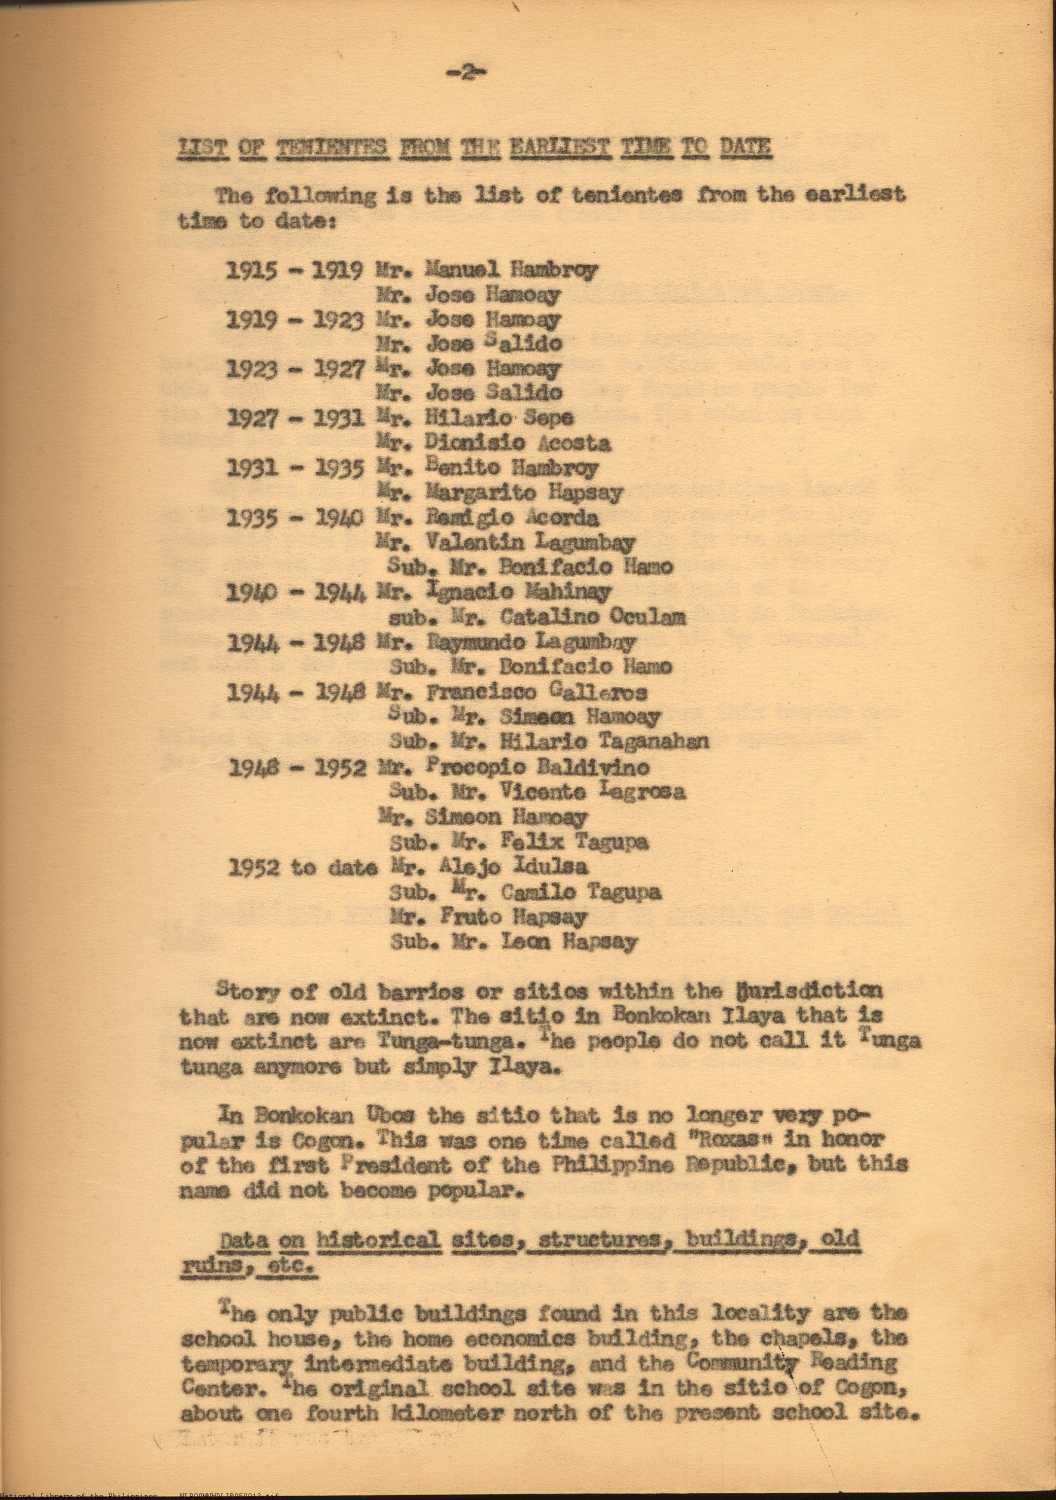 -2-
LIST OF TENIENTES FROM THE EARLIEST TIME TO DATE
The following is the list of tenientes from the earliest
time to date:
1915 - 1919 Mr. Manuel Hambroy
Mr. Jose Hamoay
1919 - 1923 Mr. Jose Hamoay
Mr. Jose Salido
1923 - 1927 Mr. Jose Hamoay
Mr. Jose Salido
1927 - 1931 Mr. Hilario Sepe
Mr. Dionisio Acosta
1931 - 1935 Mr. Benito Hambroy
Mr. Margarito Hapsay
1935 - 1940 Mr. Remigio Acorda
Mr. Valentin Lagumbay
Sub. Mr. Bonifacio Hamo
1940 - 1944 Mr. Ignacio Mahinay
sub. Mr. Catalino Oculam
1944 - 1948 Mr. Raymundo Lagumbay
Sub. Mr. Bonifacio Hamo
1944 - 1948 Mr. Francisco Galleros
Sub. Mr. Simeon Hamoay
Sub. Mr. Hilario Taganahan
1948 - 1952 Mr. Procopio Baldivino
Sub. Mr. Vicente Lagrosa
Mr. Simeon Hamoay
Sub. Mr. Felix Tagupa
1952 to date Mr. Alejo Idulsa
Sub. Mr. Camilo Tagupa
Mr. Fruto Hapsay
Sub. Mr. Leon Hapsay
Story of old barrios or sitios within the jurisdiction
that are now extinct. The sitio in Bonkokan Ilaya that is
now extinct are Tunga-tunga. The people do not call it Tunga
tunga anymore but simply Ilaya.
In Bonkokan Ubos the sitio that is no longer very po-
pular is Cogon. This was one time called "Roxas" in honor
of the first President of the Philippine Republic, but this
name did not become popular.
Data on historical sites, structures, buildings, old
ruins, etc.
The only public buildings found in this locality are the
school house, the home economics building, the chapels, the
temporary intermediate building, and the Community Reading
Center. The original school site was in the sitio of Cogon,
about one fourth kilometer north of the present school site.
National Library of the Philippines